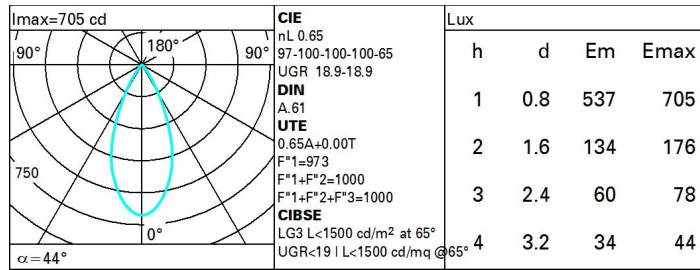 Imax=705 cd
90°
180°
90°
750
0°
α=44°
CIE
nL 0.65
97-100-100-100-65
UGR 18.9-18.9
DIN
A.61
UTE
0.65A+0.00T
F"1=973
F"1+F"2=1000
F"1+F"2+F"3=1000
CIBSE
LG3 L<1500 cd/m² at 65°
UGR<19 | L<1500 cd/mq @65°
Lux
h d Em Emax
1 0.8 537 705
2 1.6 134 176
3 2.4 60 78
4 3.2 34 44